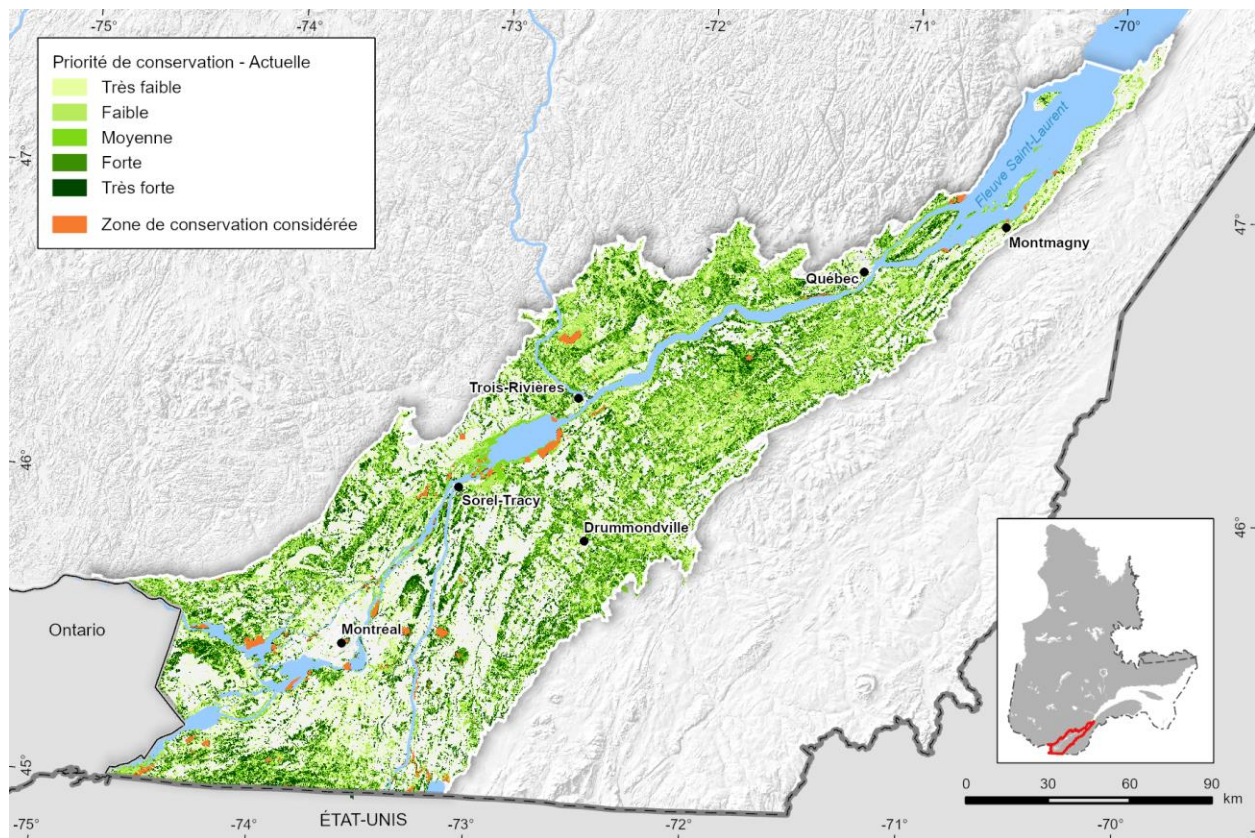 -75°
-74°
-73°
-72°
-71°
-70°
Priorité de conservation - Actuelle
Très faible
Faible
Moyenne
Forte
Très forte
Zone de conservation considérée
47°
47°
Fleuve Saint-Laurent
Montmagny
Québec
Trois-Rivières
46°
Sorel-Tracy
Drummondville
46°
Ontario
Montréal
45°
ÉTAT-UNIS
0 30 60 90
km
-75°
-74°
-73°
-72°
-71°
-70°